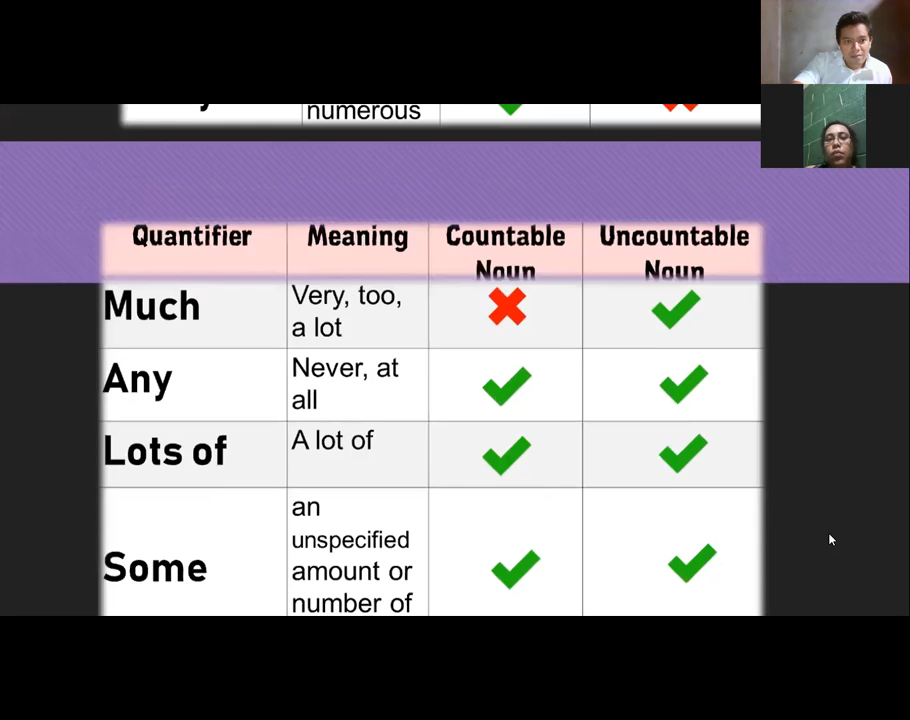 numerous
Quantifier Meaning Countable Noun Uncountable Noun
Much Very, too, a lot
Any Never, at all
Lots of A lot of
Some an unspecified amount or number of